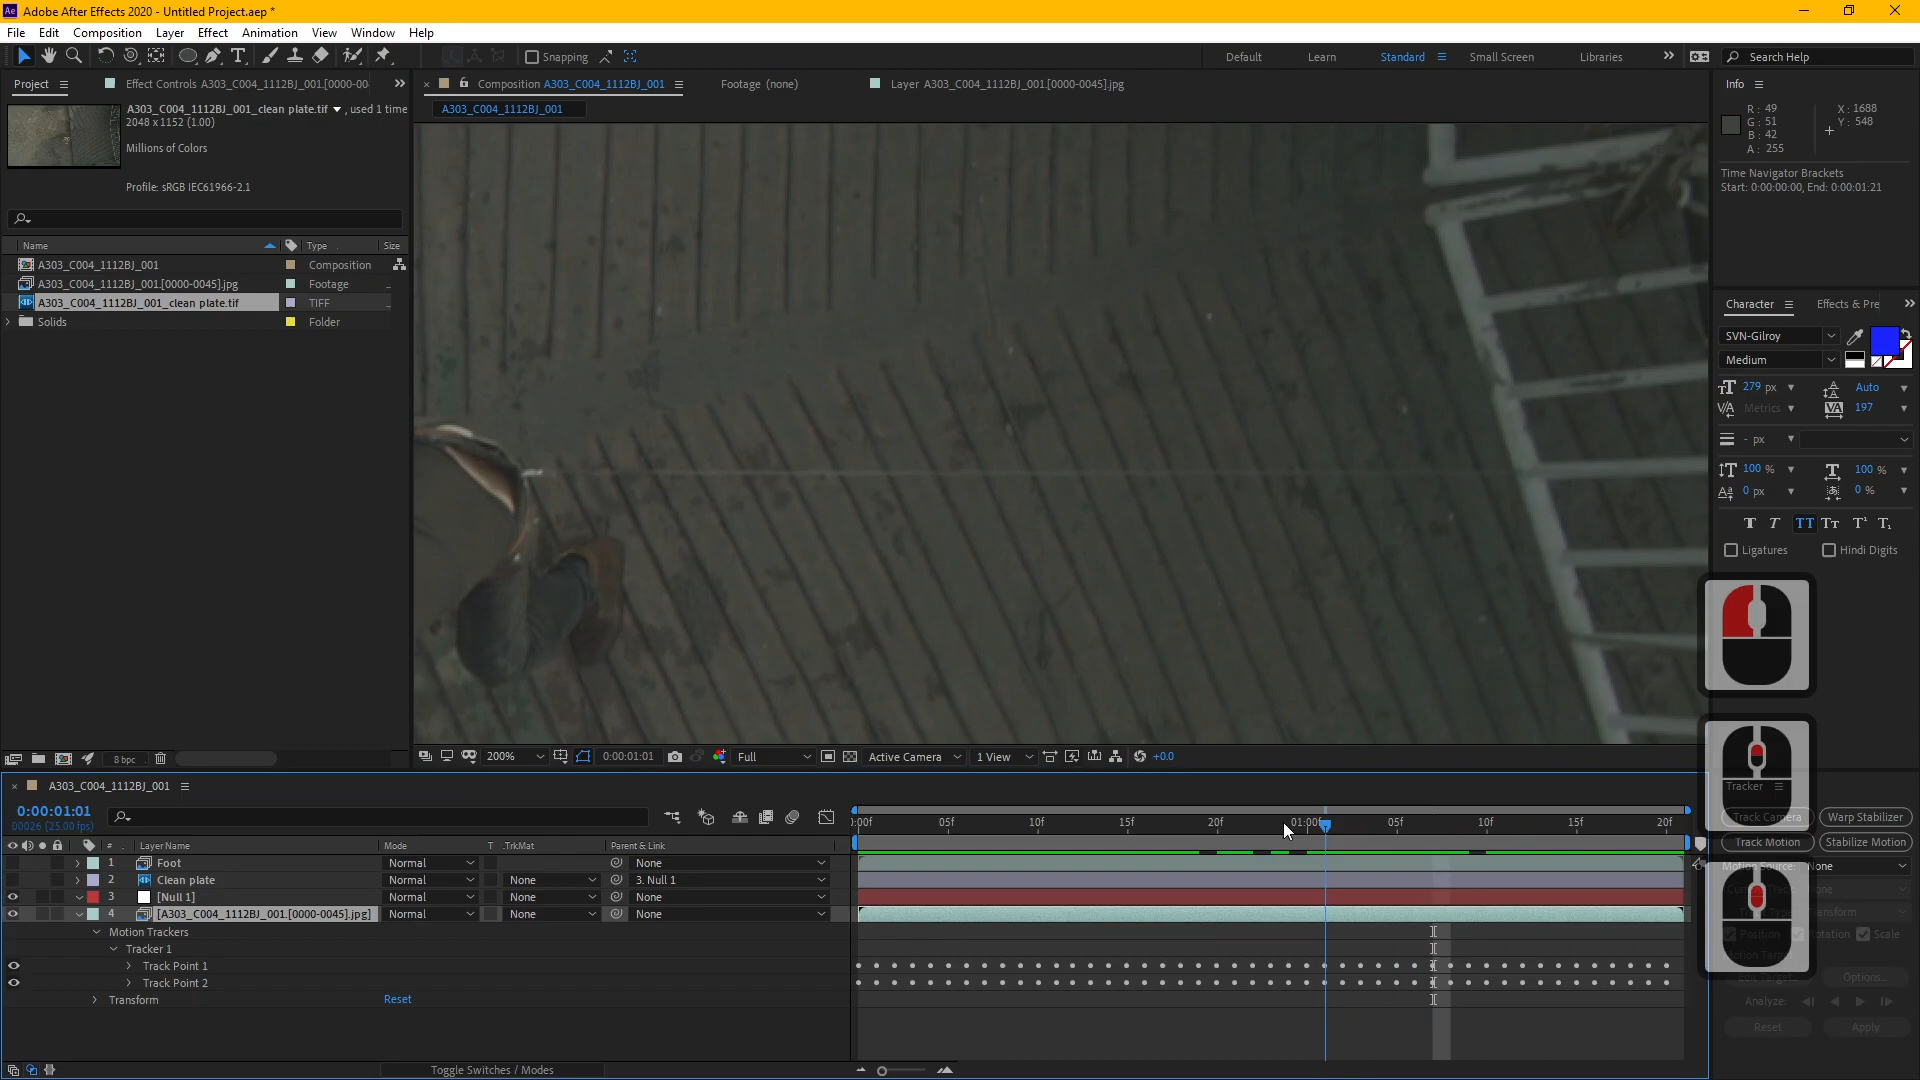 Adobe After Effects 2020 - Untitled Project.aep *
File Edit Composition Layer Effect Animation View Window Help
Snapping
Default Learn Standard Small Screen Libraries
Search Help
Project Effect Controls A303_C004_1112BJ_001.[0000-00
Composition A303_C004_1112BJ_001 Footage (none) Layer A303_C004_1112BJ_001.[0000-0045].jpg
A303_C004_1112BJ_001
A303_C004_1112BJ_001_clean plate.tif , used 1 time
2048 x 1152 (1.00)
Millions of Colors
Profile: sRGB IEC61966-2.1
Name Type Size
A303_C004_1112BJ_001 Composition
A303_C004_1112BJ_001.[0000-0045].jpg Footage
A303_C004_1112BJ_001_clean plate.tif TIFF
Solids Folder
Info
R : 49 X : 1688
G : 51 Y : 548
B : 42
A : 255
Time Navigator Brackets
Start: 0:00:00:00, End: 0:00:01:21
Character Effects & Pre
SVN-Gilroy
Medium
279 px Auto
Metrics 197
- px
100 % 100 %
0 px 0 %
Ligatures Hindi Digits
8 bpc
200% 0:00:01:01 Full Active Camera 1 View +0.0
A303_C004_1112BJ_001
0:00:01:01
00026 (25.00 fps)
:00f 05f 10f 15f 20f 01:00f 05f 10f 15f 20f
# Layer Name Mode T .TrkMat Parent & Link
1 Foot Normal None
2 Clean plate Normal None 3. Null 1
3 [Null 1] Normal None None
4 [A303_C004_1112BJ_001.[0000-0045].jpg] Normal None None
Motion Trackers
Tracker 1
Track Point 1
Track Point 2
Transform Reset
Toggle Switches / Modes
Tracker
Track Camera Warp Stabilizer
Track Motion Stabilize Motion
Motion Source: None
Transform
Position Rotation Scale
Motion Target
Edit Target... Options...
Analyze:
Reset Apply